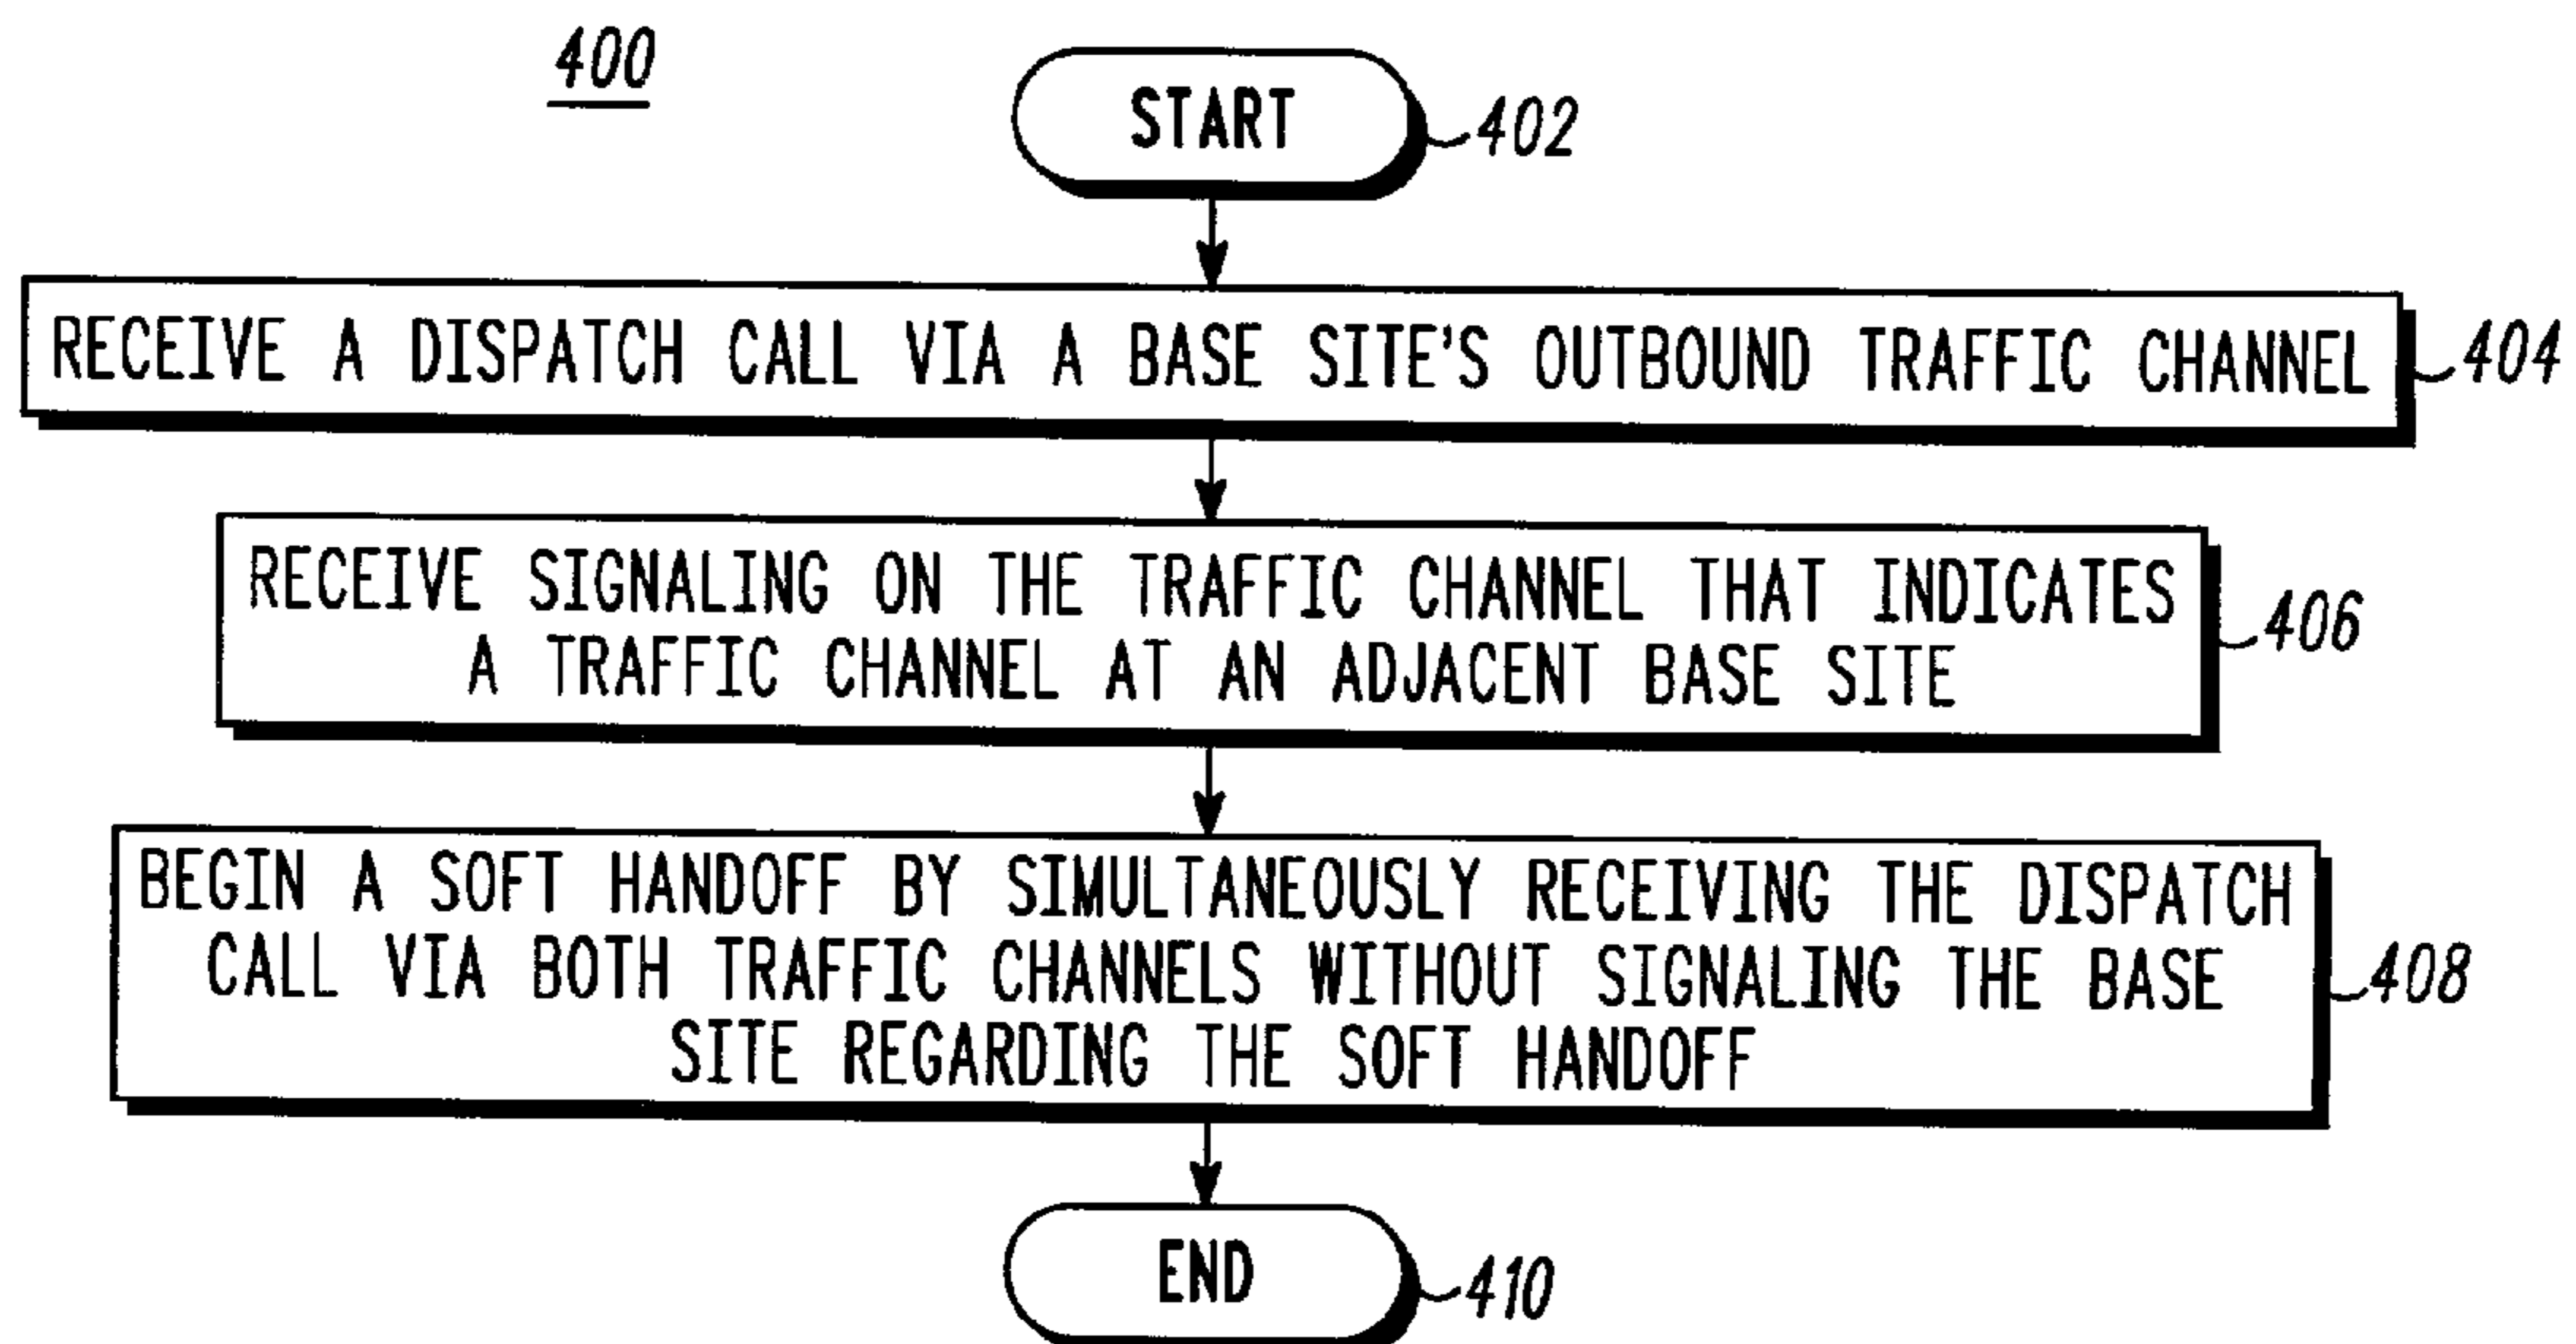 400
START
402
RECEIVE A DISPATCH CALL VIA A BASE SITE'S OUTBOUND TRAFFIC CHANNEL
404
RECEIVE SIGNALING ON THE TRAFFIC CHANNEL THAT INDICATES
A TRAFFIC CHANNEL AT AN ADJACENT BASE SITE
406
BEGIN A SOFT HANDOFF BY SIMULTANEOUSLY RECEIVING THE DISPATCH
CALL VIA BOTH TRAFFIC CHANNELS WITHOUT SIGNALING THE BASE
SITE REGARDING THE SOFT HANDOFF
408
END
410